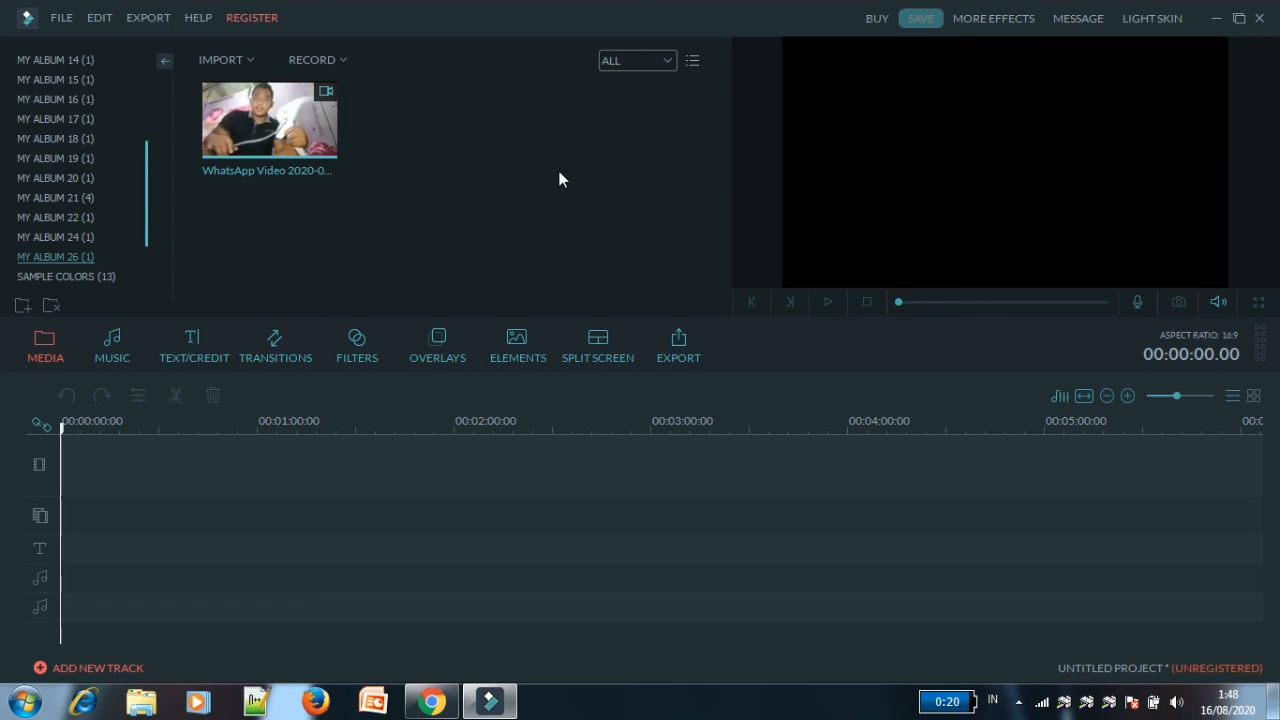 FILE EDIT EXPORT HELP REGISTER
BUY SAVE MORE EFFECTS MESSAGE LIGHT SKIN
MY ALBUM 14 (1)
MY ALBUM 15 (1)
MY ALBUM 16 (1)
MY ALBUM 17 (1)
MY ALBUM 18 (1)
MY ALBUM 19 (1)
MY ALBUM 20 (1)
MY ALBUM 21 (4)
MY ALBUM 22 (1)
MY ALBUM 24 (1)
MY ALBUM 26 (1)
SAMPLE COLORS (13)
IMPORT RECORD ALL
WhatsApp Video 2020-0...
MEDIA MUSIC TEXT/CREDIT TRANSITIONS FILTERS OVERLAYS ELEMENTS SPLIT SCREEN EXPORT
ASPECT RATIO: 16:9
00:00:00.00
00:00:00:00 00:01:00:00 00:02:00:00 00:03:00:00 00:04:00:00 00:05:00:00
ADD NEW TRACK
UNTITLED PROJECT * (UNREGISTERED)
0:20 IN 1:48
16/08/2020